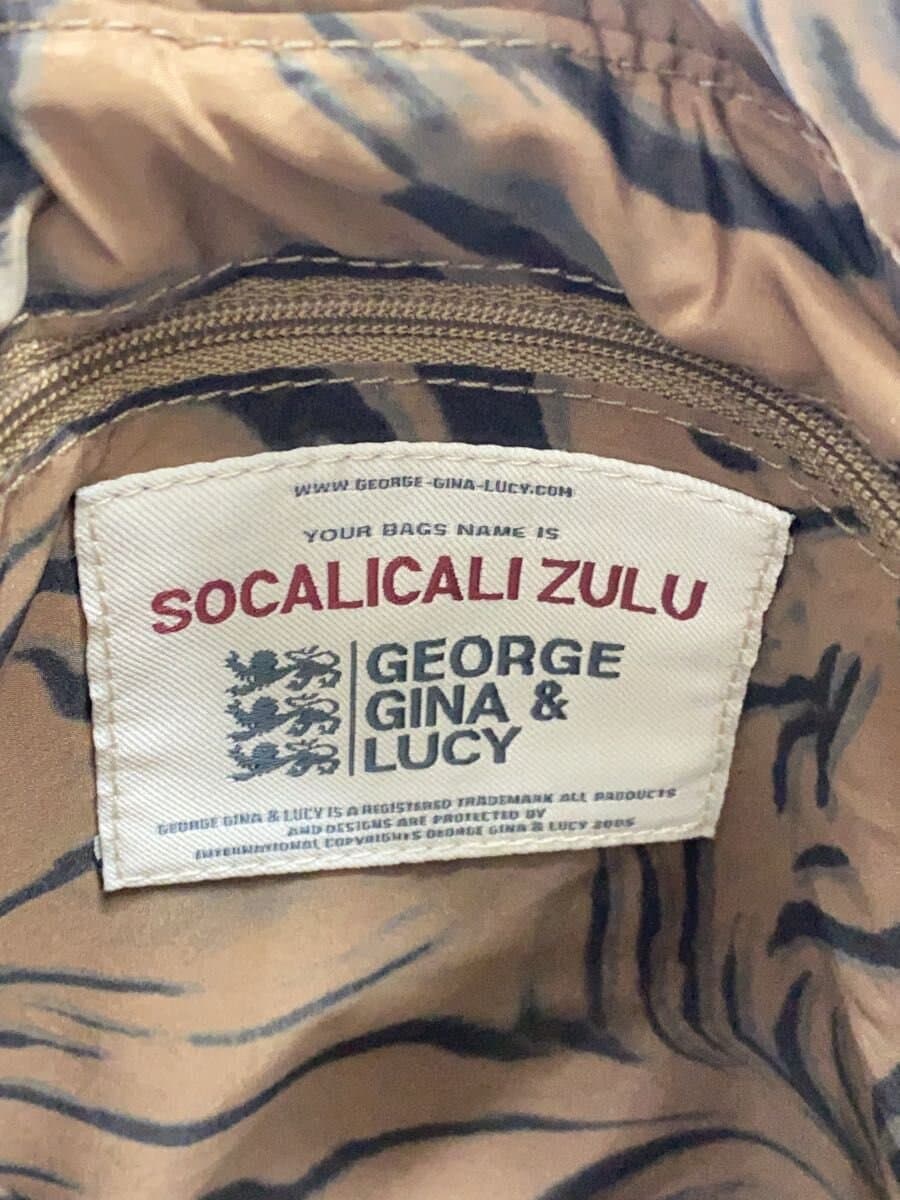 WWW.GEORGE-GINA-LUCY.COM
YOUR BAGS NAME IS
SOCALICALI ZULU
GEORGE
GINA &
LUCY
GEORGE GINA & LUCY IS A REGISTERED TRADEMARK ALL PRODUCTS
AND DESIGNS ARE PROTECTED BY
INTERNATIONAL COPYRIGHTS GEORGE GINA & LUCY 2005